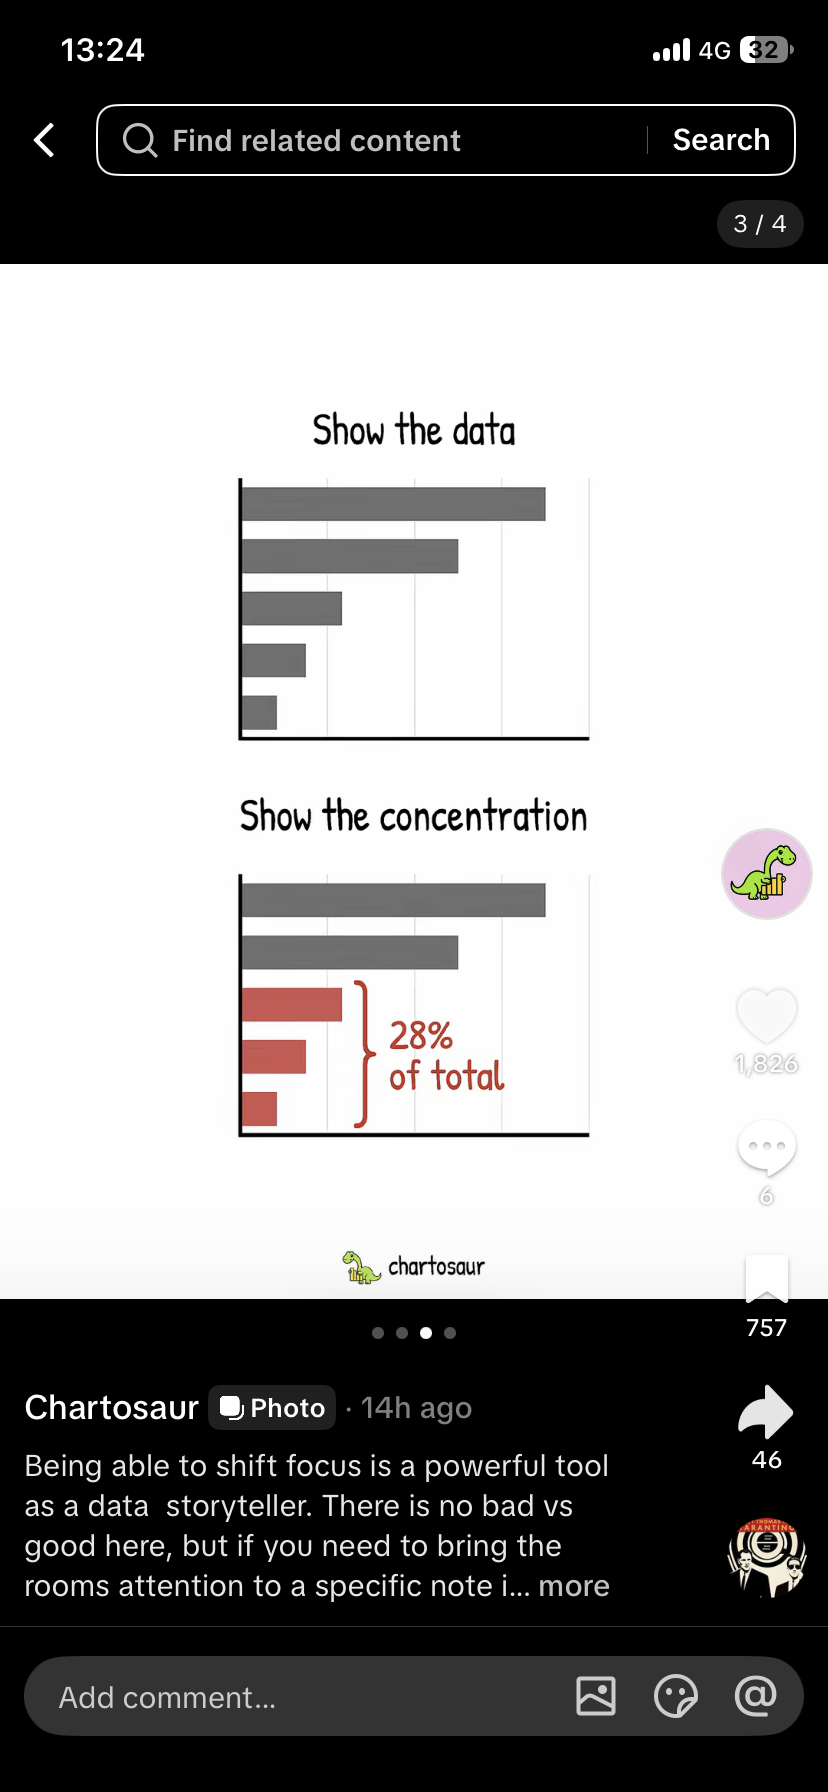 13:24
4G 32
Find related content
Search
3 / 4
Show the data
Show the concentration
28%
of total
1,826
6
chartosaur
757
Chartosaur Photo · 14h ago
Being able to shift focus is a powerful tool
as a data  storyteller. There is no bad vs
good here, but if you need to bring the
rooms attention to a specific note i... more
46
ARANTINO
Add comment...